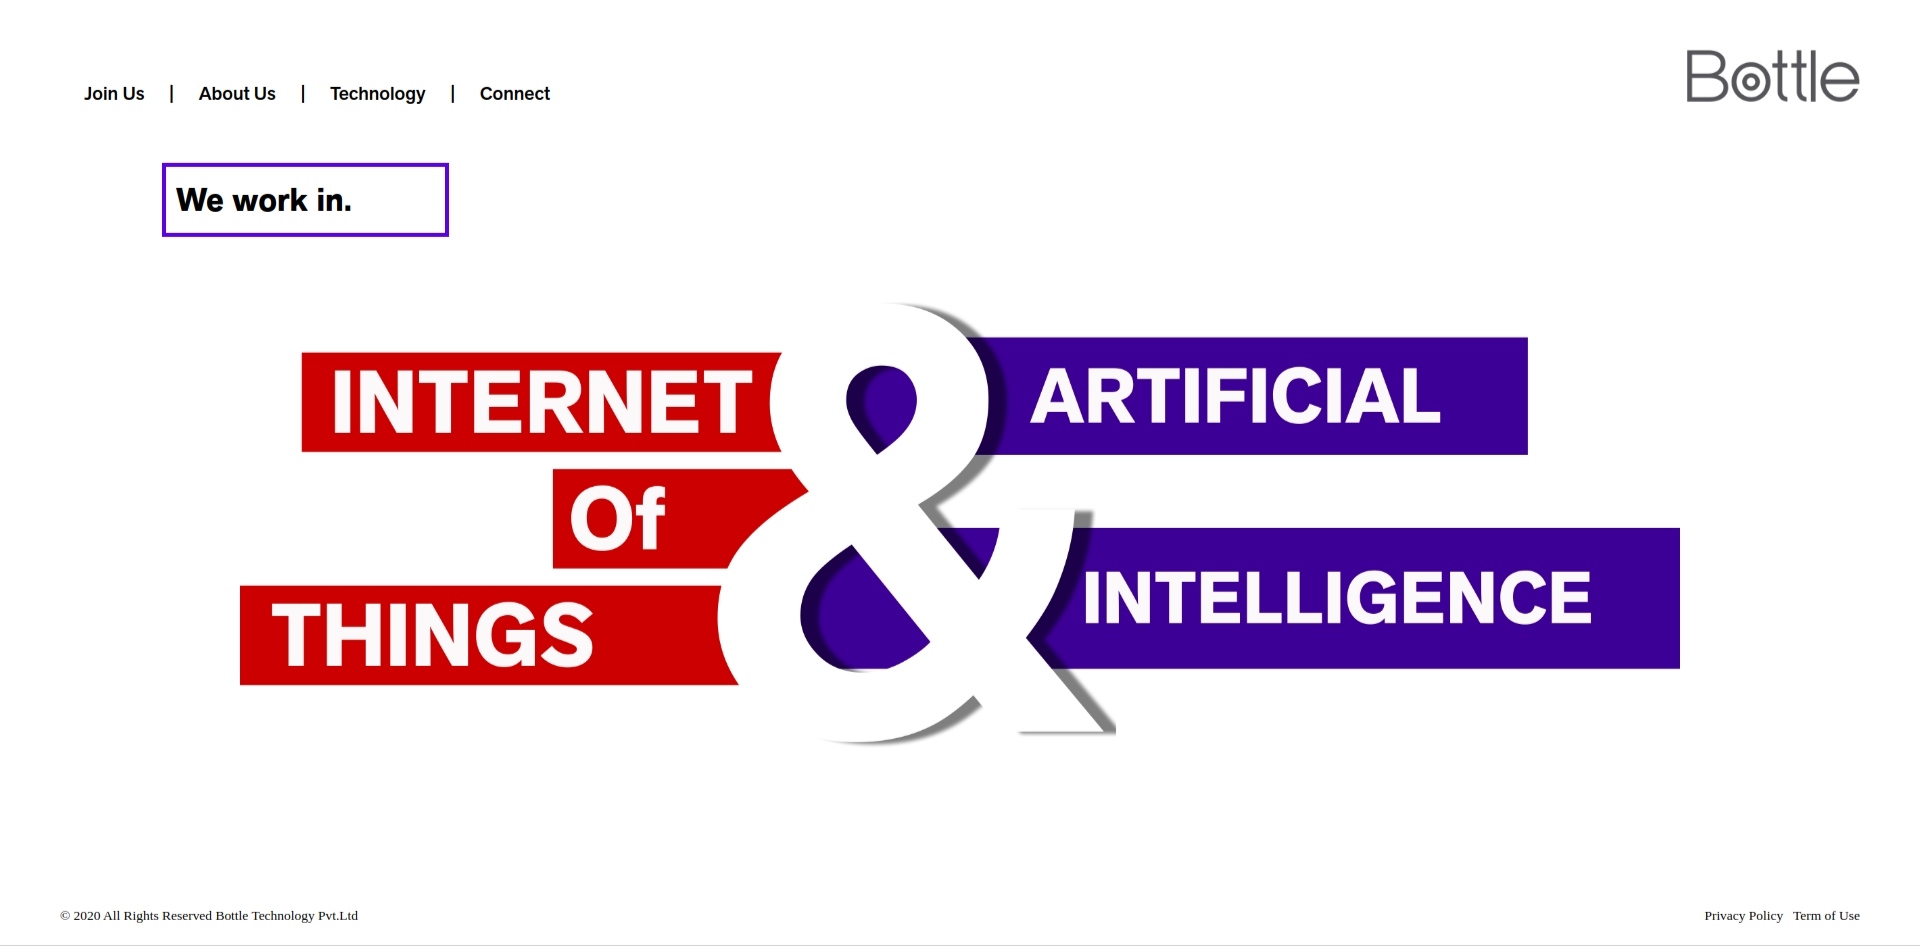 Join Us | About Us | Technology | Connect
Bottle
We work in.
INTERNET
Of
THINGS
&
ARTIFICIAL
INTELLIGENCE
© 2020 All Rights Reserved Bottle Technology Pvt.Ltd
Privacy Policy Term of Use